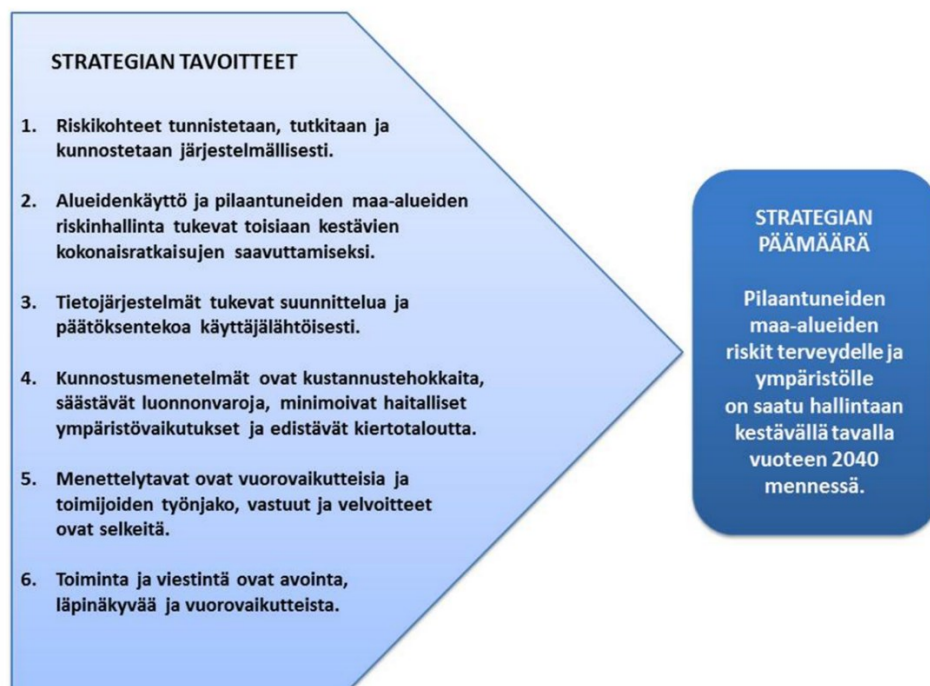 STRATEGIAN TAVOITTEET
1. Riskikohteet tunnistetaan, tutkitaan ja
kunnostetaan järjestelmällisesti.
2. Alueidenkäyttö ja pilaantuneiden maa-alueiden
riskinhallinta tukevat toisiaan kestävien
kokonaisratkaisujen saavuttamiseksi.
3. Tietojärjestelmät tukevat suunnittelua ja
päätöksentekoa käyttäjälähtöisesti.
4. Kunnostusmenetelmät ovat kustannustehokkaita,
säästävät luonnonvaroja, minimoivat haitalliset
ympäristövaikutukset ja edistävät kiertotaloutta.
5. Menettelytavat ovat vuorovaikutteisia ja
toimijoiden työnjako, vastuut ja velvoitteet
ovat selkeitä.
6. Toiminta ja viestintä ovat avointa,
läpinäkyvää ja vuorovaikutteista.
STRATEGIAN
PÄÄMÄÄRÄ
Pilaantuneiden
maa-alueiden
riskit terveydelle ja
ympäristölle
on saatu hallintaan
kestävällä tavalla
vuoteen 2040
mennessä.